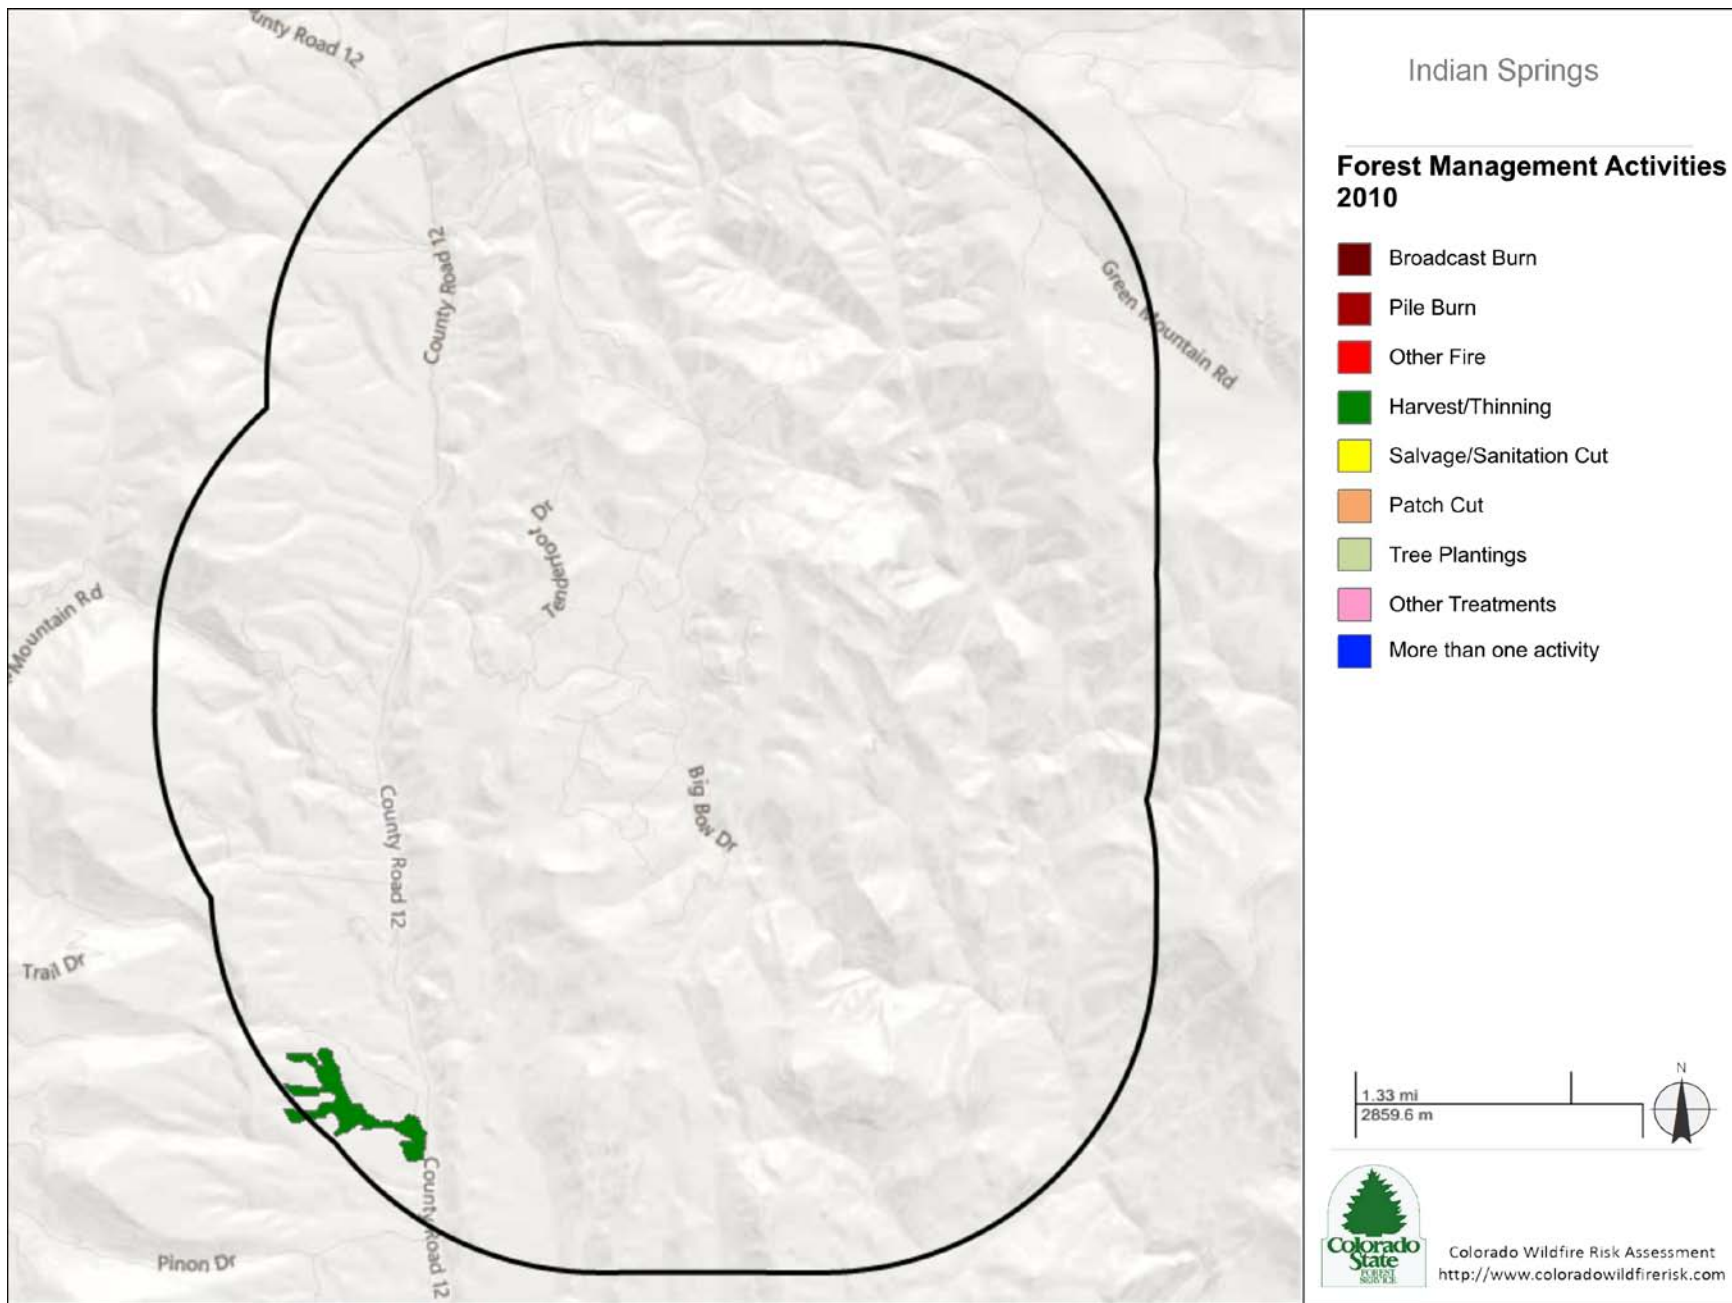 unty Road 12
County Road 12
Green Mountain Rd
Tenderfoot Dr
Mountain Rd
Big Bow Dr
County Road 12
Trail Dr
County Road 12
Pinon Dr
Indian Springs
Forest Management Activities
2010
Broadcast Burn
Pile Burn
Other Fire
Harvest/Thinning
Salvage/Sanitation Cut
Patch Cut
Tree Plantings
Other Treatments
More than one activity
1.33 mi
2859.6 m
N
Colorado
State
FOREST
SERVICE
Colorado Wildfire Risk Assessment
http://www.coloradowildfirerisk.com